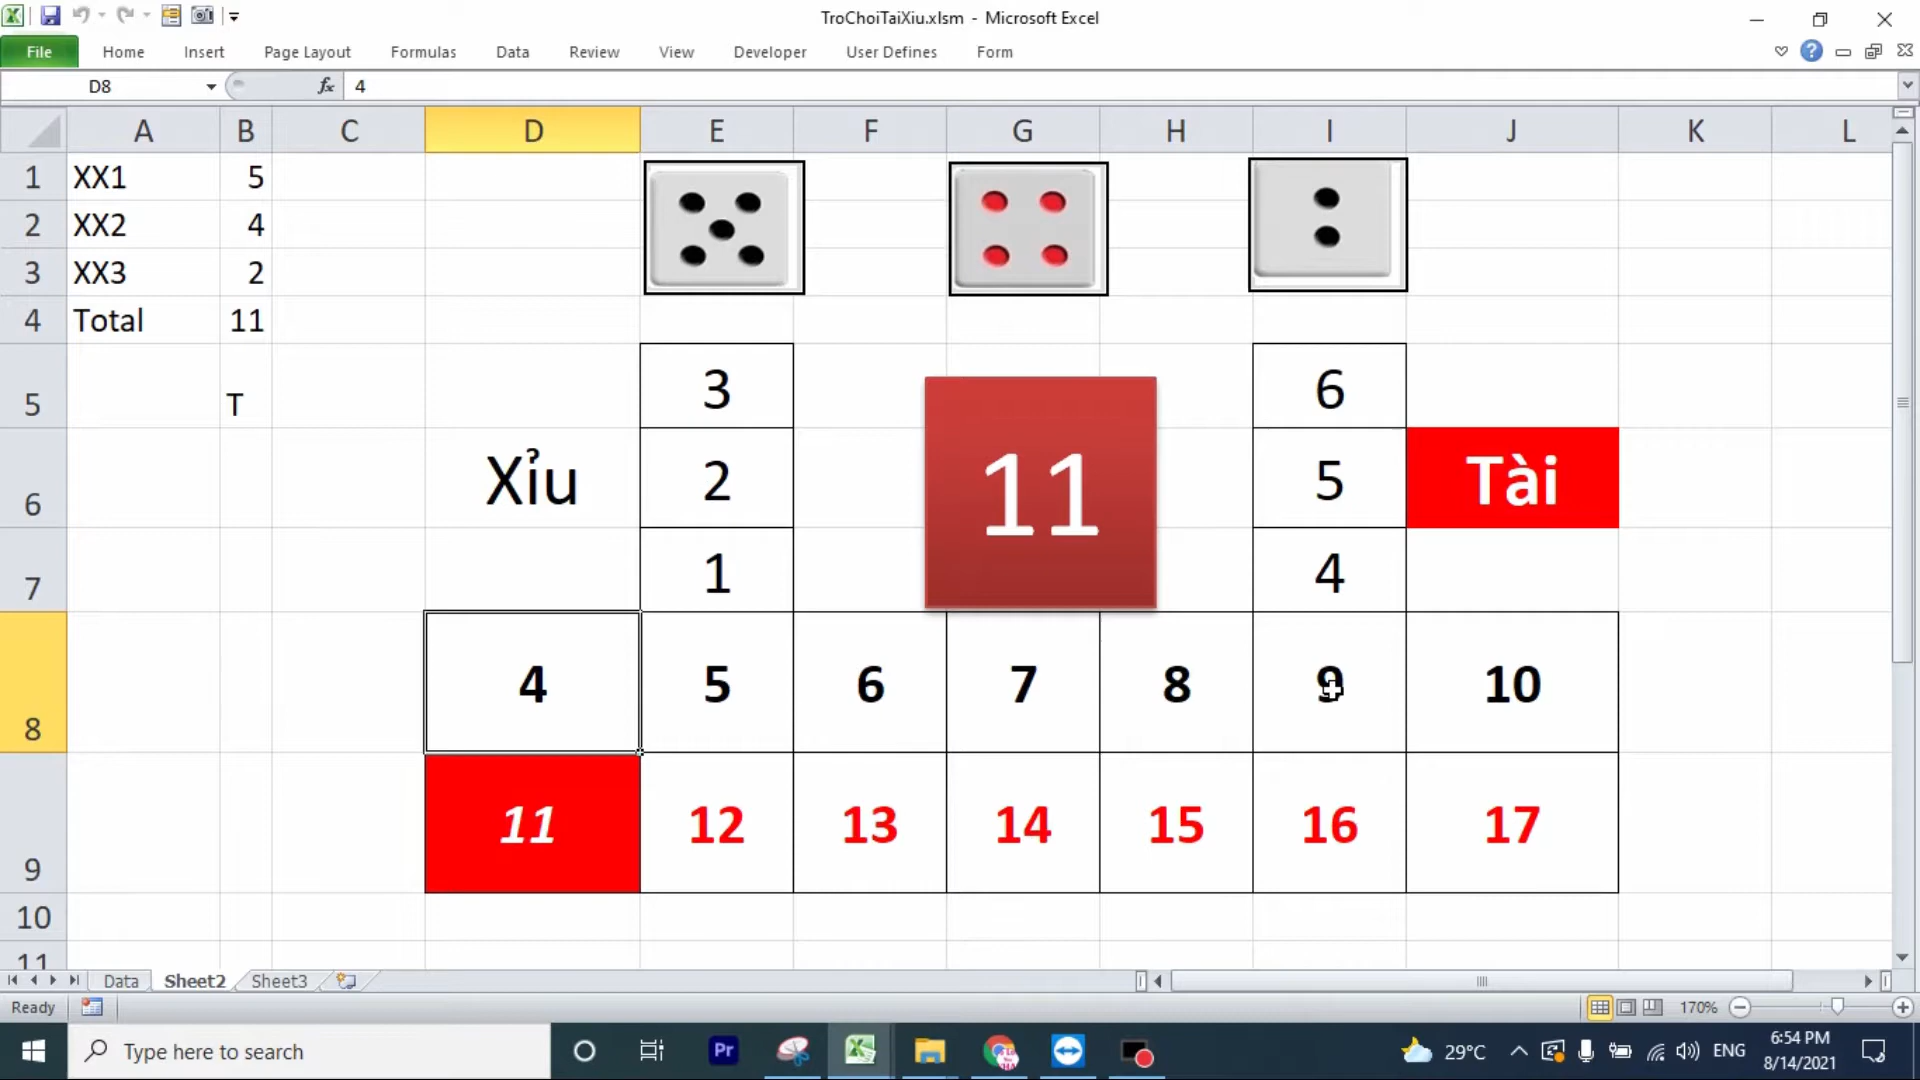 TroChoiTaiXiu.xlsm - Microsoft Excel
File Home Insert Page Layout Formulas Data Review View Developer User Defines Form
D8 fx 4
A B C D E F G H I J K L
1 XX1 5
2 XX2 4
3 XX3 2
4 Total 11
5 T 3 6
6 Xỉu 2 11 5 Tài
7 1 4
8 4 5 6 7 8 9 10
9 11 12 13 14 15 16 17
10
11
Data Sheet2 Sheet3
Ready 170%
Type here to search Pr 29°C ENG 6:54 PM
8/14/2021